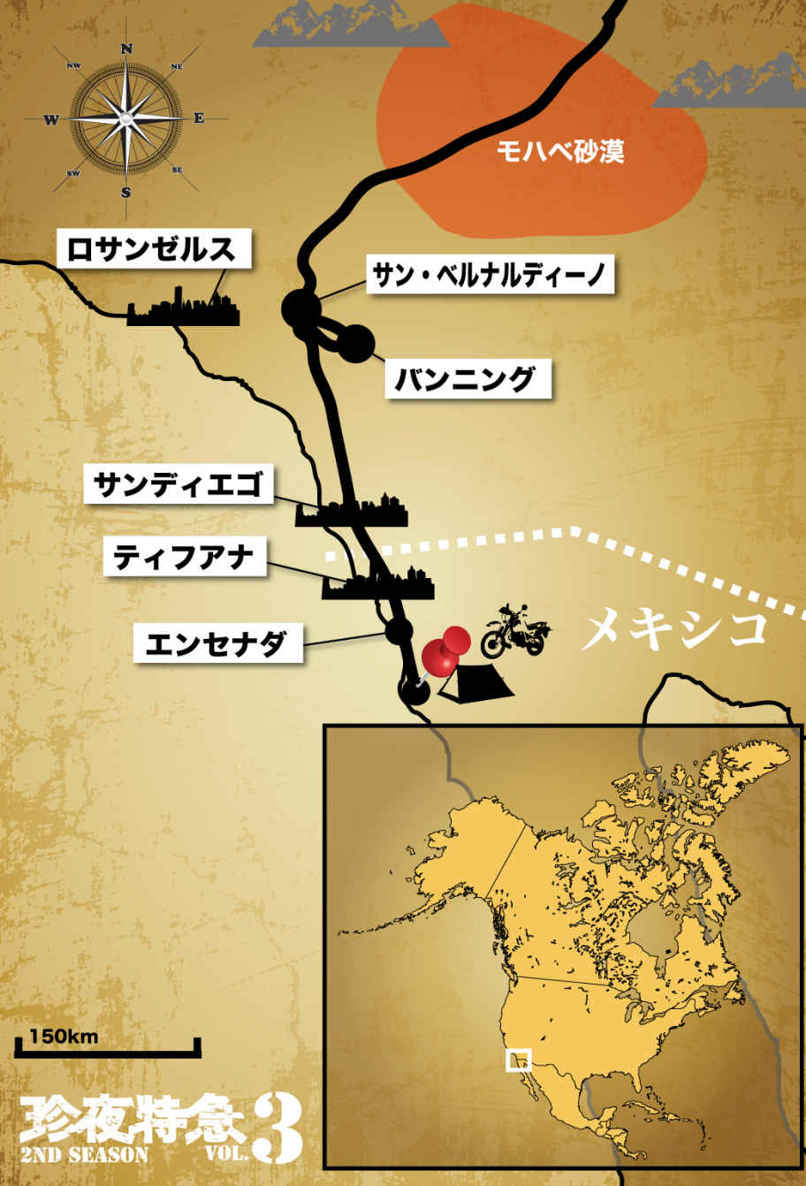 N
NW
NE
W
E
SW
SE
S
モハベ砂漠
ロサンゼルス
サン・ベルナルディーノ
バンニング
サンディエゴ
ティフアナ
メキシコ
エンセナダ
150km
珍夜特急3
2ND SEASON VOL.